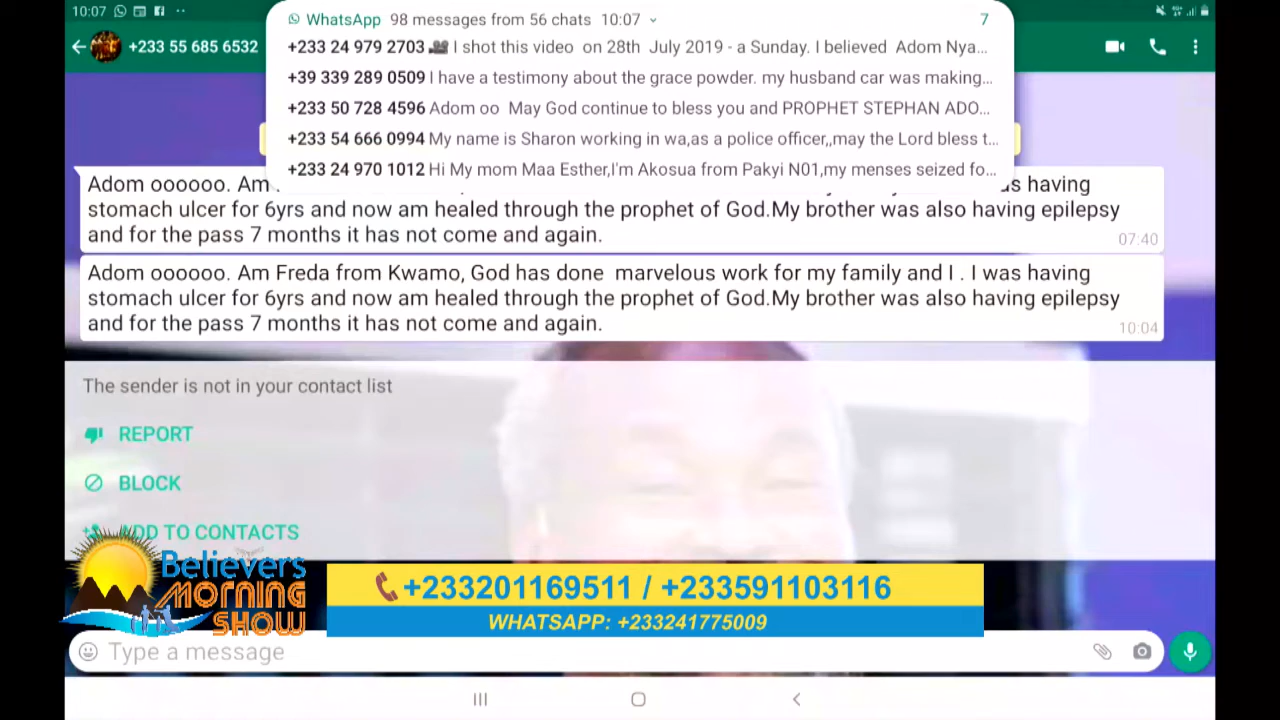 10:07
WhatsApp 98 messages from 56 chats 10:07 7
+233 24 979 2703 I shot this video on 28th July 2019 - a Sunday. I believed Adom Nya...
+39 339 289 0509 I have a testimony about the grace powder. my husband car was making...
+233 50 728 4596 Adom oo May God continue to bless you and PROPHET STEPHAN ADO...
+233 54 666 0994 My name is Sharon working in wa,as a police officer,,may the Lord bless t...
+233 24 970 1012 Hi My mom Maa Esther,I'm Akosua from Pakyi N01,my menses seized fo...
+233 55 685 6532
Adom oooooo. Am having
stomach ulcer for 6yrs and now am healed through the prophet of God.My brother was also having epilepsy
and for the pass 7 months it has not come and again.
07:40
Adom oooooo. Am Freda from Kwamo, God has done marvelous work for my family and I . I was having
stomach ulcer for 6yrs and now am healed through the prophet of God.My brother was also having epilepsy
and for the pass 7 months it has not come and again.
10:04
The sender is not in your contact list
REPORT
BLOCK
ADD TO CONTACTS
Believers
MORNING
SHOW
+233201169511 / +233591103116
WHATSAPP: +233241775009
Type a message